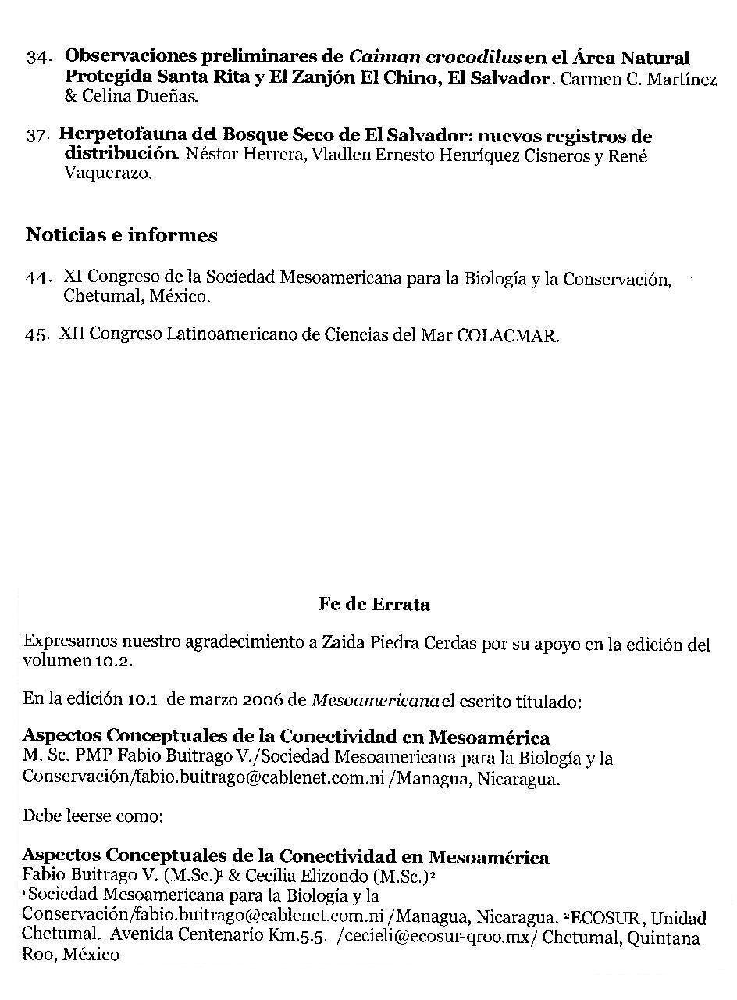 34. Observaciones preliminares de Caiman crocodilus en el Área Natural
Protegida Santa Rita y El Zanjón El Chino, El Salvador. Carmen C. Martínez
& Celina Dueñas.
37. Herpetofauna del Bosque Seco de El Salvador: nuevos registros de
distribución. Néstor Herrera, Vladlen Ernesto Henríquez Cisneros y René
Vaquerazo.
Noticias e informes
44. XI Congreso de la Sociedad Mesoamericana para la Biología y la Conservación,
Chetumal, México.
45. XII Congreso Latinoamericano de Ciencias del Mar COLACMAR.
Fe de Errata
Expresamos nuestro agradecimiento a Zaida Piedra Cerdas por su apoyo en la edición del
volumen 10.2.
En la edición 10.1 de marzo 2006 de Mesoamericana el escrito titulado:
Aspectos Conceptuales de la Conectividad en Mesoamérica
M. Sc. PMP Fabio Buitrago V./Sociedad Mesoamericana para la Biología y la
Conservación/fabio.buitrago@cablenet.com.ni /Managua, Nicaragua.
Debe leerse como:
Aspectos Conceptuales de la Conectividad en Mesoamérica
Fabio Buitrago V. (M.Sc.)¹ & Cecilia Elizondo (M.Sc.)²
¹Sociedad Mesoamericana para la Biología y la
Conservación/fabio.buitrago@cablenet.com.ni /Managua, Nicaragua. ²ECOSUR, Unidad
Chetumal. Avenida Centenario Km.5.5. /cecieli@ecosur-qroo.mx/ Chetumal, Quintana
Roo, México